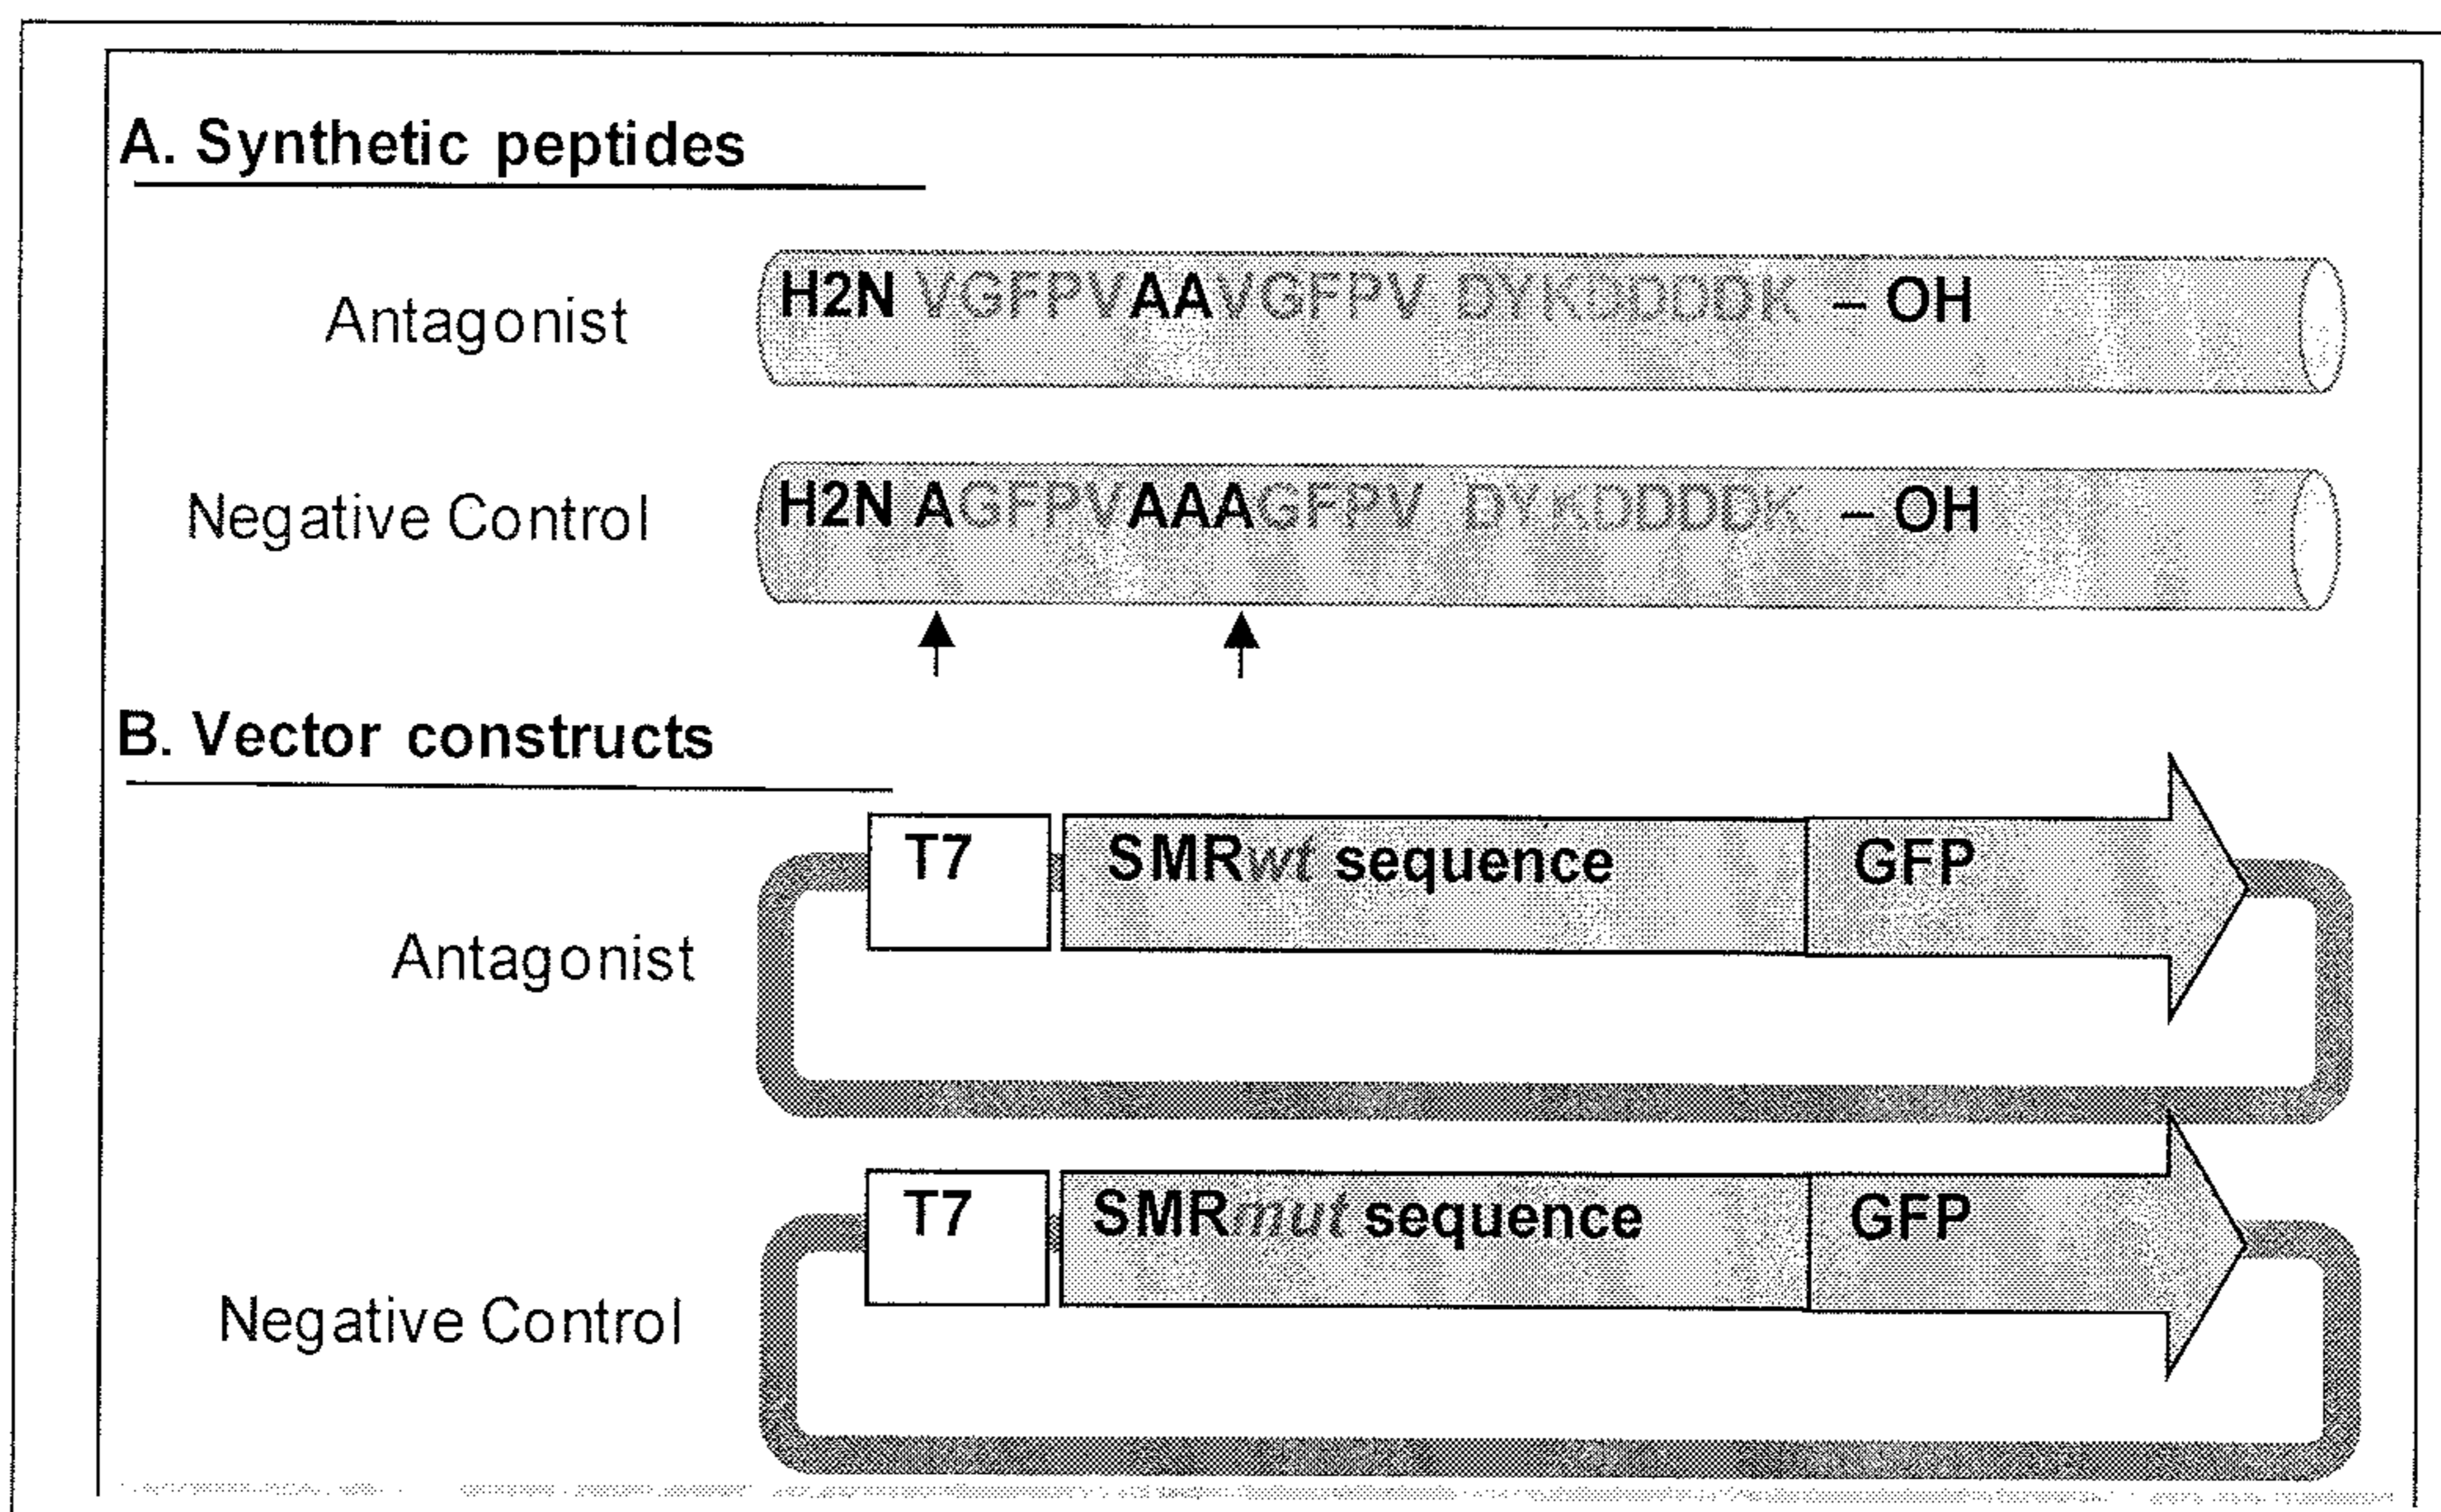 A. Synthetic peptides
Antagonist
H2N VGFPVAAVGFPV DYKDDDDK – OH
Negative Control
H2N AGFPVAAAGFPV DYKDDDDK – OH
B. Vector constructs
T7 SMRwt sequence GFP
Antagonist
T7 SMRmut sequence GFP
Negative Control